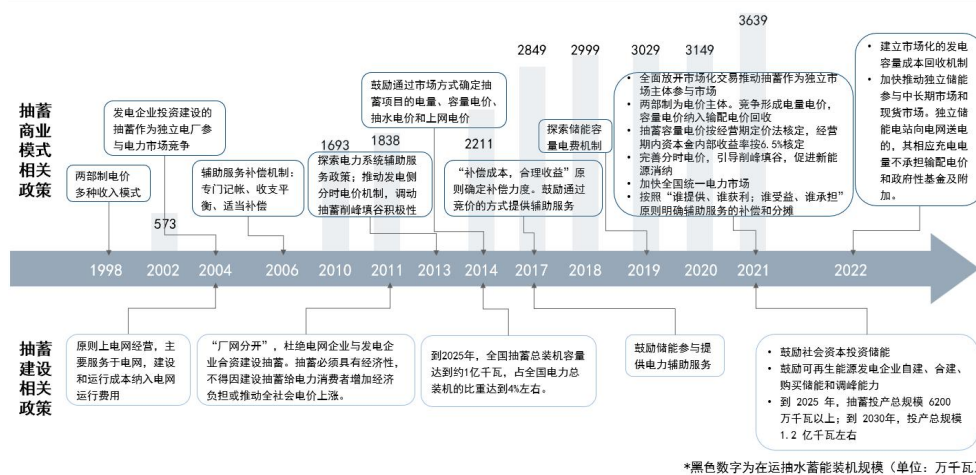 3639
2849
2999
3029
3149
抽蓄
商业
模式
相关
政策
发电企业投资建设的
抽蓄作为独立电厂参
与电力市场竞争
鼓励通过市场方式确定抽
蓄项目的电量、容量电价、
抽水电价和上网电价
1693
1838
2211
573
两部制电价
多种收入模式
辅助服务补偿机制:
专门记帐、收支平
衡、适当补偿
探索电力系统辅助服
务政策;推动发电侧
分时电价机制,调动
抽蓄削峰填谷积极性
“补偿成本,合理收益”原
则确定补偿力度。鼓励通过
竞价的方式提供辅助服务
探索储能容
量电费机制
• 全面放开市场化交易推动抽蓄作为独立市
场主体参与市场
• 两部制为电价主体。竞争形成电量电价,
容量电价纳入输配电价回收
• 抽蓄容量电价按经营期定价法核定,经营
期内资本金内部收益率按6.5%核定
• 完善分时电价,引导削峰填谷,促进新能
源消纳
• 加快全国统一电力市场
• 按照“谁提供、谁获利;谁受益、谁承担”
原则明确辅助服务的补偿和分摊
• 建立市场化的发电
容量成本回收机制
• 加快推动独立储能
参与中长期市场和
现货市场。独立储
能电站向电网送电
的,其相应充电电
量不承担输配电价
和政府性基金及附
加。
1998 2002 2004 2006 2010 2011 2013 2014 2017 2018 2019 2020 2021 2022
抽蓄
建设
相关
政策
原则上电网经营,主
要服务于电网,建设
和运行成本纳入电网
运行费用
“厂网分开”,杜绝电网企业与发电企
业合资建设抽蓄。抽蓄必须具有经济性,
不得因建设抽蓄给电力消费者增加经济
负担或推动全社会电价上涨。
到2025年,全国抽蓄总装机容量
达到约1亿千瓦,占全国电力总
装机的比重达到4%左右。
鼓励储能参与提
供电力辅助服务
• 鼓励社会资本投资储能
• 鼓励可再生能源发电企业自建、合建、
购买储能和调峰能力
• 到 2025 年,抽蓄投产总规模 6200
万千瓦以上;到 2030年,投产总规模
1.2 亿千瓦左右
*黑色数字为在运抽水蓄能装机规模(单位:万千瓦)